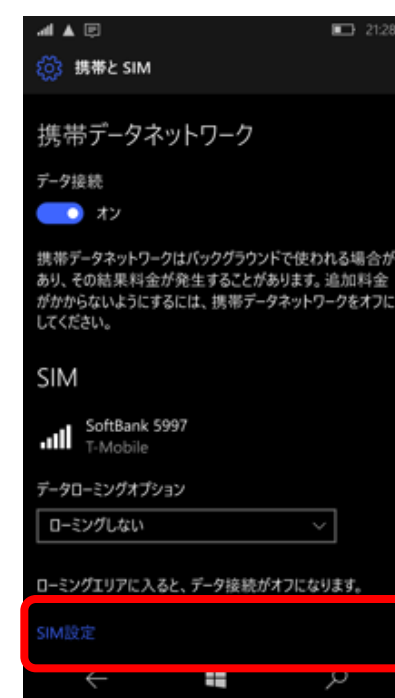 21:28
携帯と SIM
携帯データネットワーク
データ接続
オン
携帯データネットワークはバックグラウンドで使われる場合が
あり、その結果料金が発生することがあります。追加料金
がかからないようにするには、携帯データネットワークをオフに
してください。
SIM
SoftBank 5997
T-Mobile
データローミングオプション
ローミングしない
ローミングエリアに入ると、データ接続がオフになります。
SIM設定